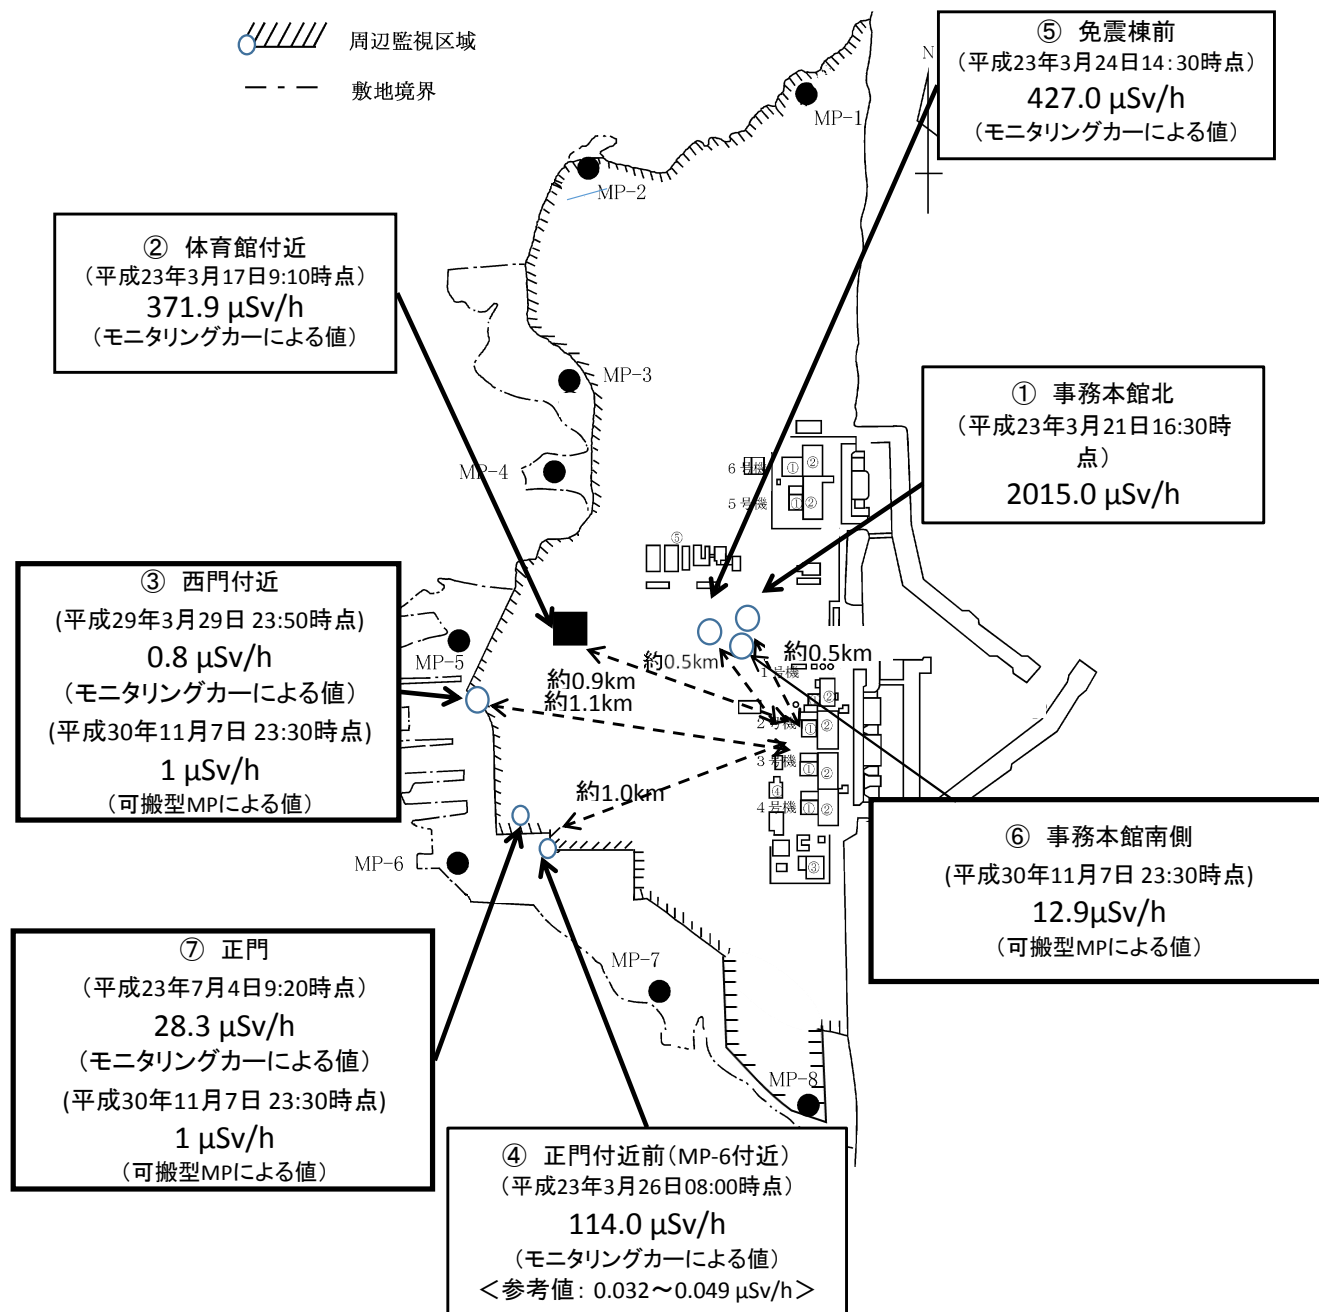 周辺監視区域
敷地境界
⑤ 免震棟前
(平成23年3月24日14:30時点)
427.0 μSv/h
(モニタリングカーによる値)
N
MP-1
MP-2
② 体育館付近
(平成23年3月17日9:10時点)
371.9 μSv/h
(モニタリングカーによる値)
MP-3
① 事務本館北
(平成23年3月21日16:30時
点)
2015.0 μSv/h
MP-4
6号機
① ②
5号機
① ②
⑤
③ 西門付近
(平成29年3月29日 23:50時点)
0.8 μSv/h
(モニタリングカーによる値)
(平成30年11月7日 23:30時点)
1 μSv/h
(可搬型MPによる値)
MP-5
約0.5km
約0.5km
約0.9km
約1.1km
1号機
②
2号機
① ②
3号機
① ②
④
4号機
① ②
③
約1.0km
MP-6
⑥ 事務本館南側
(平成30年11月7日 23:30時点)
12.9μSv/h
(可搬型MPによる値)
⑦ 正門
(平成23年7月4日9:20時点)
28.3 μSv/h
(モニタリングカーによる値)
(平成30年11月7日 23:30時点)
1 μSv/h
(可搬型MPによる値)
MP-7
MP-8
④ 正門付近前(MP-6付近)
(平成23年3月26日08:00時点)
114.0 μSv/h
(モニタリングカーによる値)
<参考値: 0.032～0.049 μSv/h>